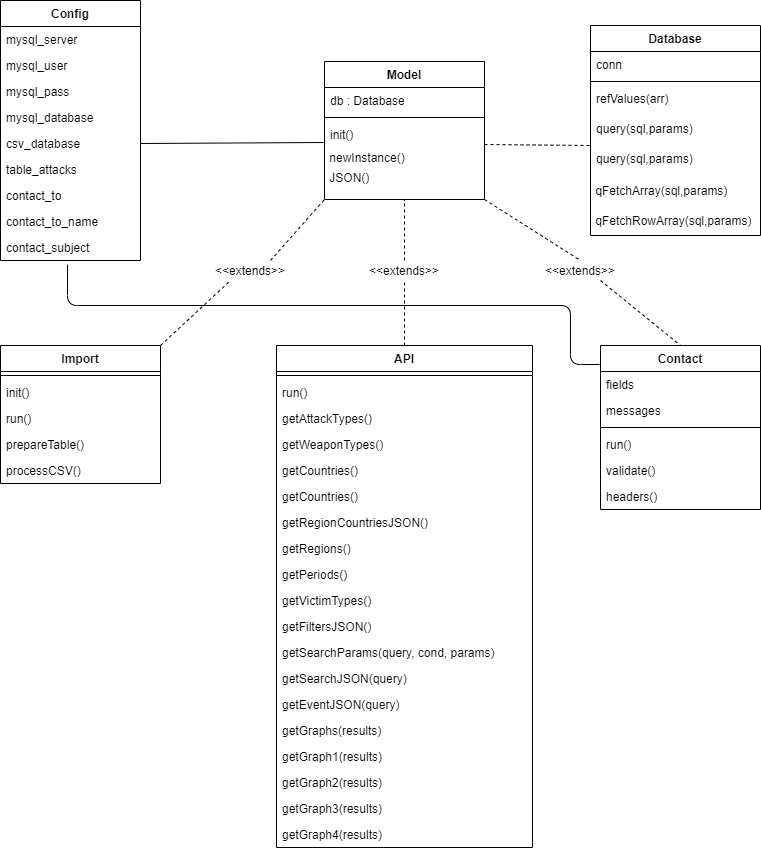 Config
mysql_server
mysql_user
mysql_pass
mysql_database
csv_database
table_attacks
contact_to
contact_to_name
contact_subject
Model
db : Database
init()
newInstance()
JSON()
Database
conn
refValues(arr)
query(sql,params)
query(sql,params)
qFetchArray(sql,params)
qFetchRowArray(sql,params)
<<extends>>
<<extends>>
<<extends>>
Import
init()
run()
prepareTable()
processCSV()
API
run()
getAttackTypes()
getWeaponTypes()
getCountries()
getCountries()
getRegionCountriesJSON()
getRegions()
getPeriods()
getVictimTypes()
getFiltersJSON()
getSearchParams(query, cond, params)
getSearchJSON(query)
getEventJSON(query)
getGraphs(results)
getGraph1(results)
getGraph2(results)
getGraph3(results)
getGraph4(results)
Contact
fields
messages
run()
validate()
headers()